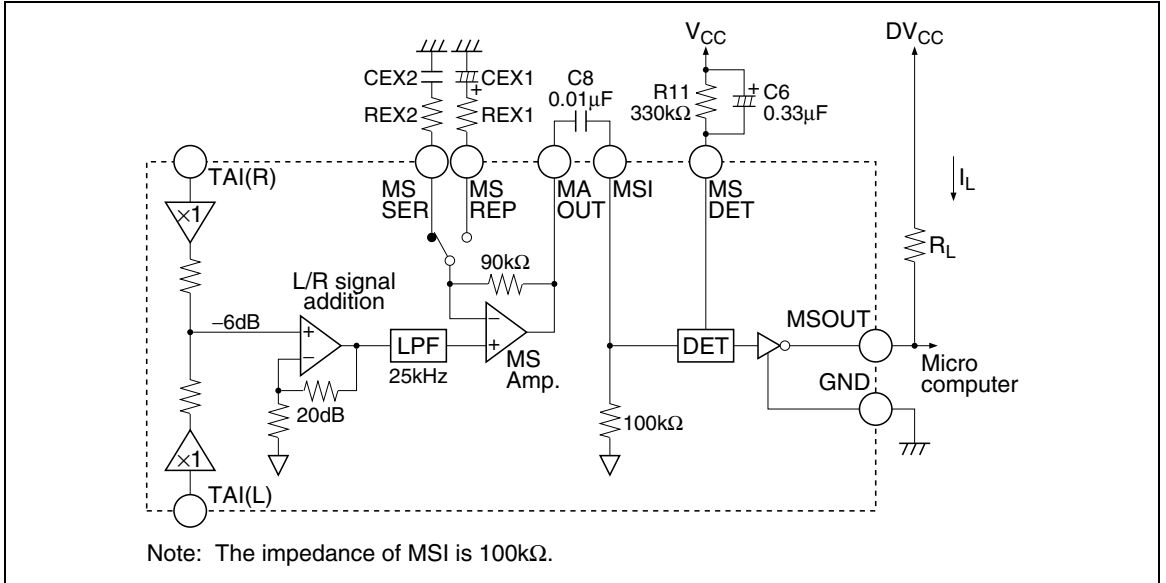 VCC
DVCC
CEX2
CEX1
+
REX2
REX1
C8
0.01μF
R11
330kΩ
+
C6
0.33μF
IL
RL
TAI(R)
MS
SER
MS
REP
MA
OUT
MSI
MS
DET
×1
L/R signal
addition
90kΩ
–6dB
+
–
LPF
25kHz
–
+
MS
Amp.
20dB
DET
MSOUT
Micro
computer
GND
100kΩ
×1
TAI(L)
Note: The impedance of MSI is 100kΩ.